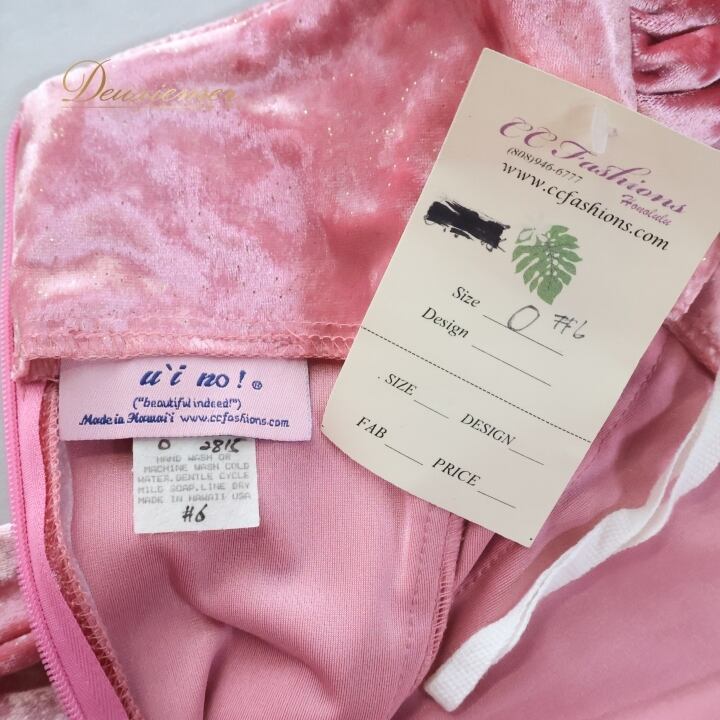 Deuxiemer
CC Fashions
Honolulu
(808)946-6777
www.ccfashions.com
Size 0 #6
Design
SIZE DESIGN
FAB PRICE
u`i no! ®
("beautiful indeed!")
Made in Hawai'i www.ccfashions.com
0 2815
HAND WASH OR
MACHINE WASH COLD
WATER.GENTLE CYCLE
MILD SOAP.LINE DRY
MADE IN HAWAII USA
#6